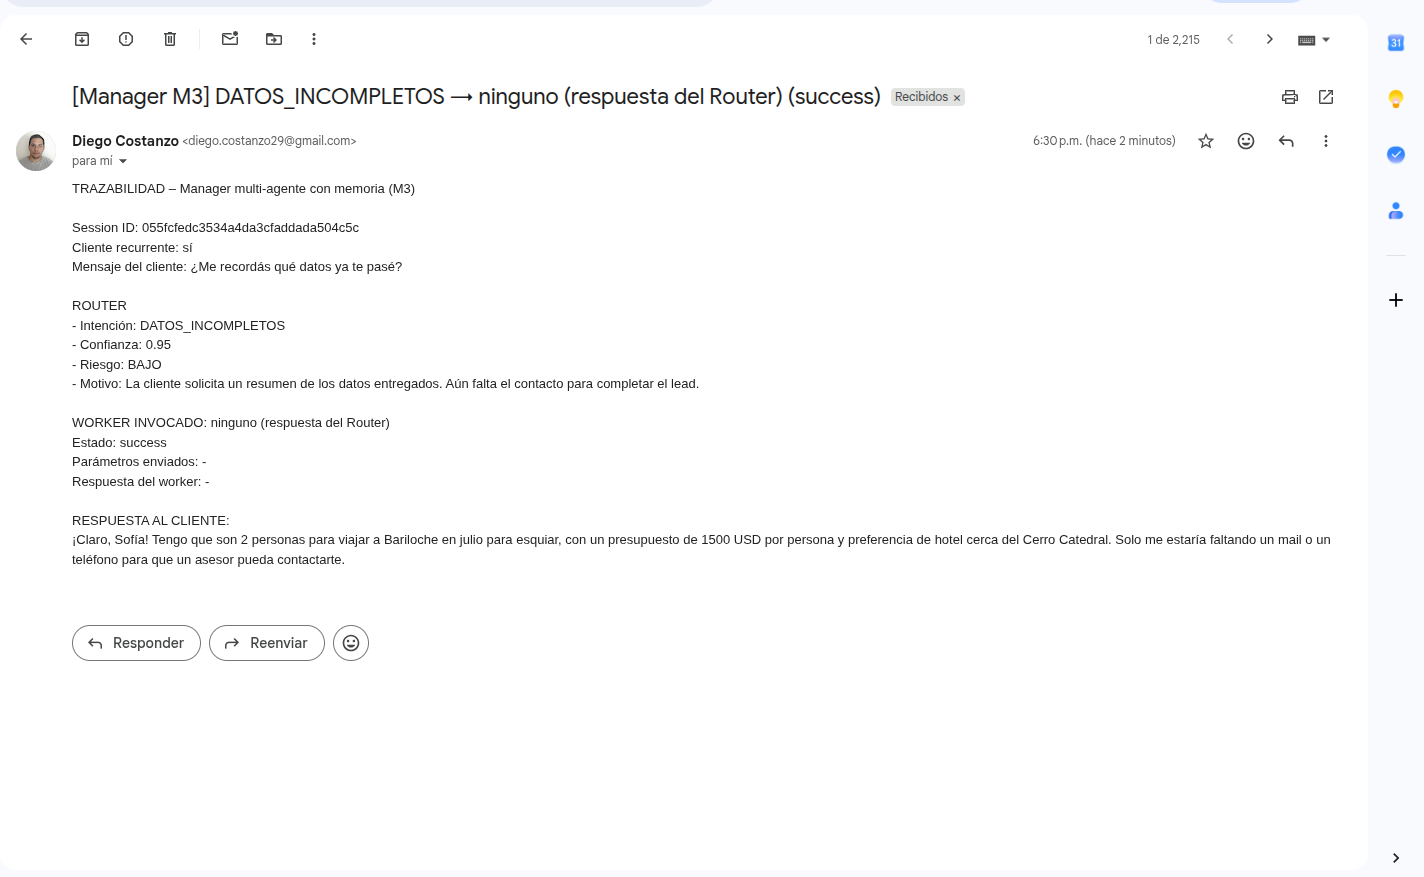 1 de 2,215
[Manager M3] DATOS_INCOMPLETOS → ninguno (respuesta del Router) (success) Recibidos ×
Diego Costanzo <diego.costanzo29@gmail.com> 6:30 p.m. (hace 2 minutos)
para mí
TRAZABILIDAD – Manager multi-agente con memoria (M3)
Session ID: 055fcfedc3534a4da3cfaddada504c5c
Cliente recurrente: sí
Mensaje del cliente: ¿Me recordás qué datos ya te pasé?
ROUTER
- Intención: DATOS_INCOMPLETOS
- Confianza: 0.95
- Riesgo: BAJO
- Motivo: La cliente solicita un resumen de los datos entregados. Aún falta el contacto para completar el lead.
WORKER INVOCADO: ninguno (respuesta del Router)
Estado: success
Parámetros enviados: -
Respuesta del worker: -
RESPUESTA AL CLIENTE:
¡Claro, Sofía! Tengo que son 2 personas para viajar a Bariloche en julio para esquiar, con un presupuesto de 1500 USD por persona y preferencia de hotel cerca del Cerro Catedral. Solo me estaría faltando un mail o un
teléfono para que un asesor pueda contactarte.
Responder Reenviar
31